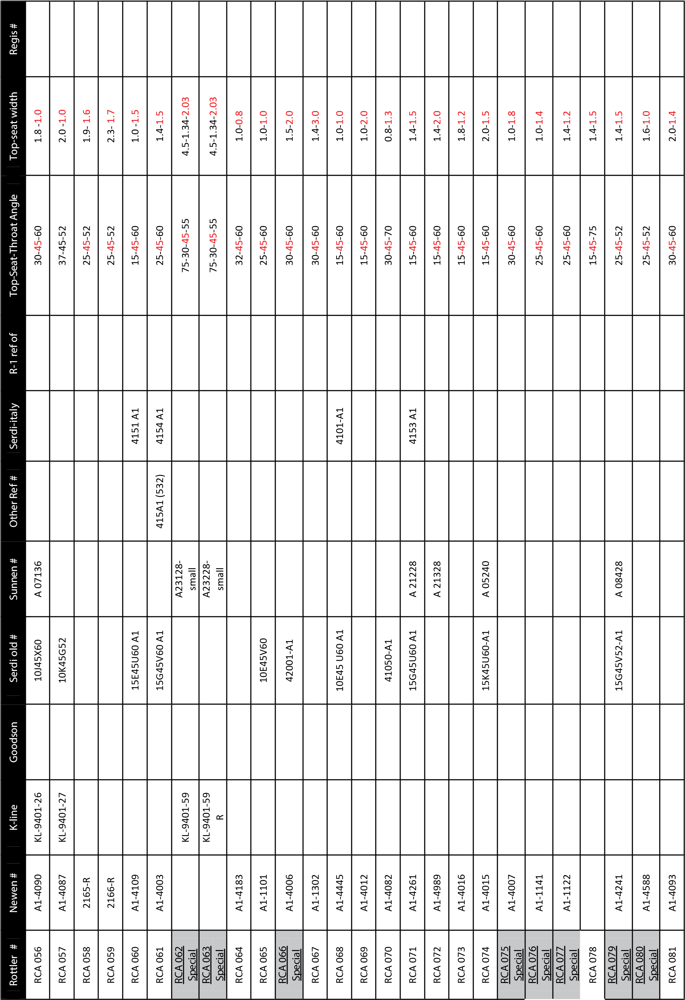 Rottler # Newen # K-line Goodson Serdi old # Sunnen # Other Ref # Serdi-italy R-1 ref of Top-Seat-Throat Angle Top-seat width Regis #
RCA 056 A1-4090 KL-9401-26 10J45X60 A 07136 30-45-60 1.8 -1.0
RCA 057 A1-4087 KL-9401-27 10K45G52 37-45-52 2.0 -1.0
RCA 058 2165-R 25-45-52 1.9- 1.6
RCA 059 2166-R 25-45-52 2.3- 1.7
RCA 060 A1-4109 15E45U60 A1 4151 A1 15-45-60 1.0 -1.5
RCA 061 A1-4003 15G45V60 A1 415A1 (532) 4154 A1 25-45-60 1.4-1.5
RCA 062 KL-9401-59 A23128- 75-30-45-55 4.5-1.34-2.03
Special small
RCA 063 KL-9401-59 A23228- 75-30-45-55 4.5-1.34-2.03
Special R small
RCA 064 A1-4183 32-45-60 1.0-0.8
RCA 065 A1-1101 10E45V60 25-45-60 1.0-1.0
RCA 066 A1-4006 42001-A1 30-45-60 1.5-2.0
Special
RCA 067 A1-1302 30-45-60 1.4-3.0
RCA 068 A1-4445 10E45 U60 A1 4101-A1 15-45-60 1.0-1.0
RCA 069 A1-4012 15-45-60 1.0-2.0
RCA 070 A1-4082 41050-A1 30-45-70 0.8-1.3
RCA 071 A1-4261 15G45U60 A1 A 21228 4153 A1 15-45-60 1.4-1.5
RCA 072 A1-4989 A 21328 15-45-60 1.4-2.0
RCA 073 A1-4016 15-45-60 1.8-1.2
RCA 074 A1-4015 15K45U60-A1 A 05240 15-45-60 2.0-1.5
RCA 075 A1-4007 30-45-60 1.0-1.8
Special
RCA 076 A1-1141 25-45-60 1.0-1.4
Special
RCA 077 A1-1122 25-45-60 1.4-1.2
Special
RCA 078 15-45-75 1.4-1.5
RCA 079 A1-4241 15G45V52-A1 A 08428 25-45-52 1.4-1.5
Special
RCA 080 A1-4588 25-45-52 1.6-1.0
Special
RCA 081 A1-4093 30-45-60 2.0-1.4